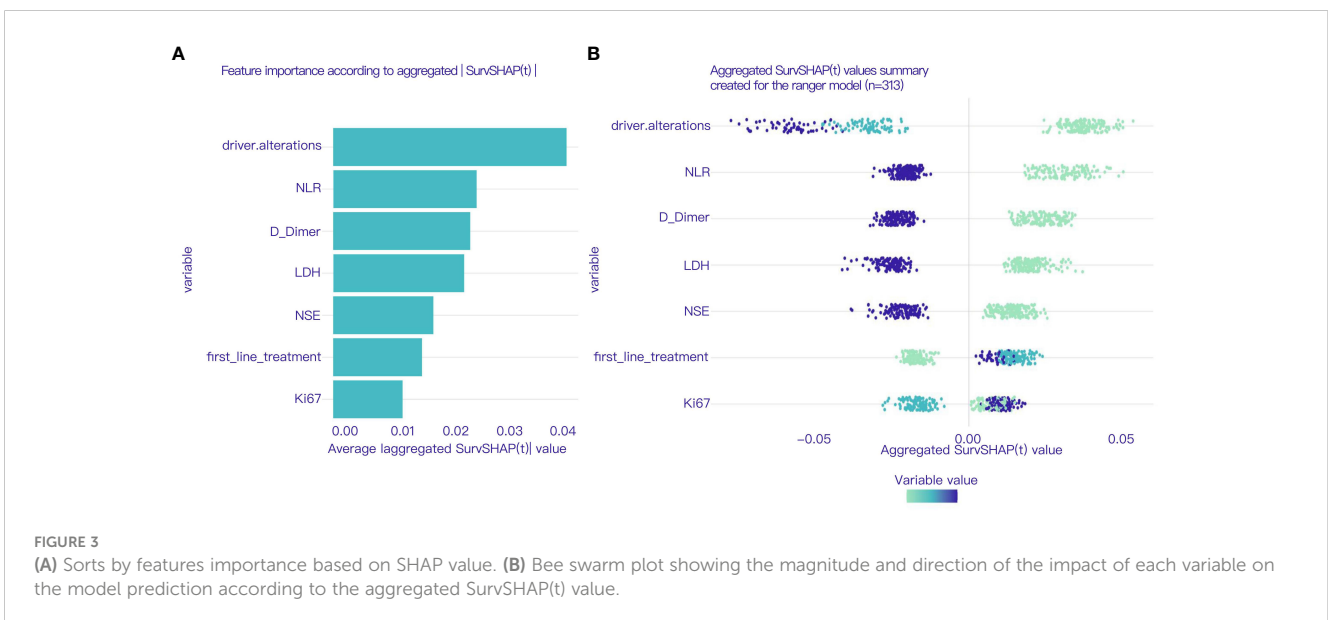 A
Feature importance according to aggregated | SurvSHAP(t) |
variable
driver.alterations
NLR
D_Dimer
LDH
NSE
first_line_treatment
Ki67
0.00 0.01 0.02 0.03 0.04
Average |aggregated SurvSHAP(t)| value
B
Aggregated SurvSHAP(t) values summary
created for the ranger model (n=313)
variable
driver.alterations
NLR
D_Dimer
LDH
NSE
first_line_treatment
Ki67
−0.05 0.00 0.05
Aggregated SurvSHAP(t) value
Variable value
FIGURE 3
(A) Sorts by features importance based on SHAP value. (B) Bee swarm plot showing the magnitude and direction of the impact of each variable on
the model prediction according to the aggregated SurvSHAP(t) value.